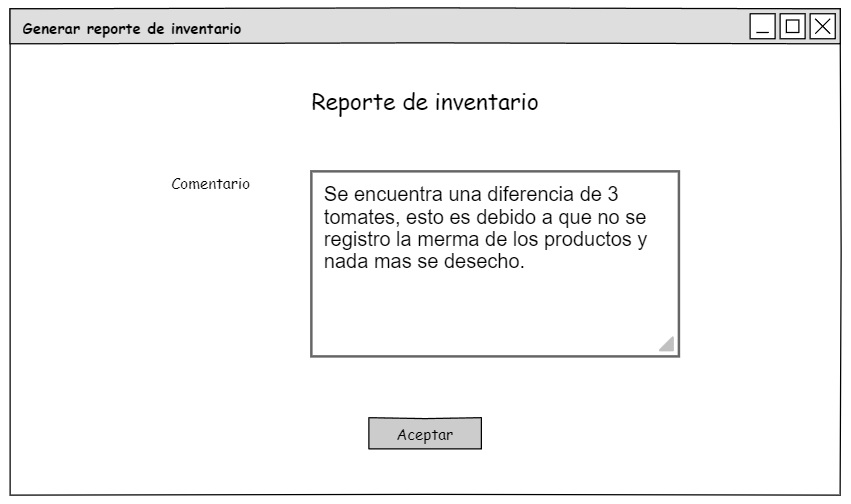 Generar reporte de inventario
Reporte de inventario
Comentario
Se encuentra una diferencia de 3
tomates, esto es debido a que no se
registro la merma de los productos y
nada mas se desecho.
Aceptar